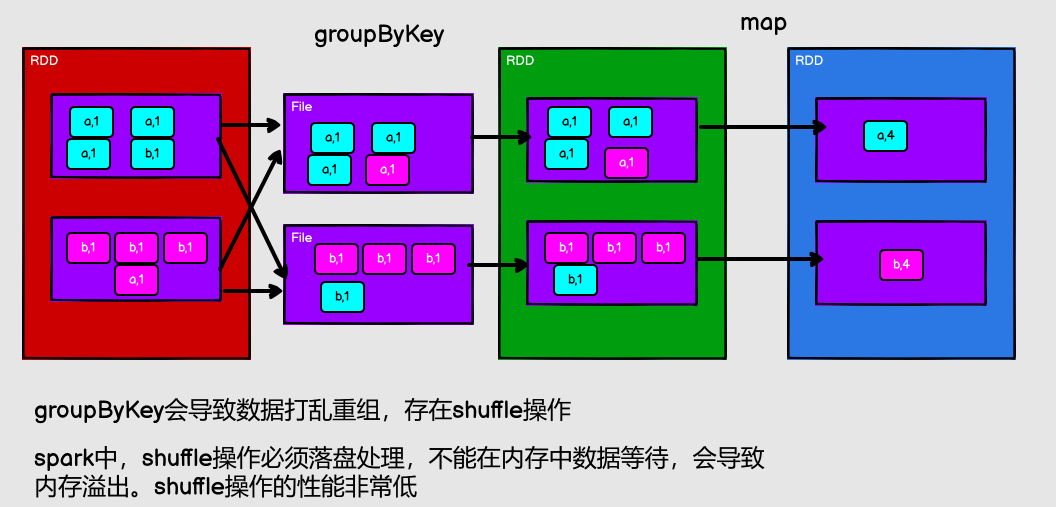 groupByKey
map
RDD
a,1
a,1
a,1
b,1
b,1
b,1
b,1
a,1
File
a,1
a,1
a,1
a,1
File
b,1
b,1
b,1
b,1
RDD
a,1
a,1
a,1
a,1
b,1
b,1
b,1
b,1
RDD
a,4
b,4
groupByKey会导致数据打乱重组，存在shuffle操作
spark中，shuffle操作必须落盘处理，不能在内存中数据等待，会导致
内存溢出。shuffle操作的性能非常低